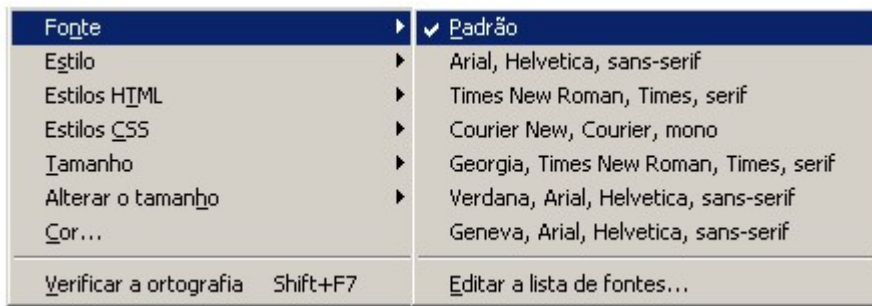 Fonte
Estilo
Estilos HTML
Estilos CSS
Tamanho
Alterar o tamanho
Cor...
Verificar a ortografia Shift+F7
Padrão
Arial, Helvetica, sans-serif
Times New Roman, Times, serif
Courier New, Courier, mono
Georgia, Times New Roman, Times, serif
Verdana, Arial, Helvetica, sans-serif
Geneva, Arial, Helvetica, sans-serif
Editar a lista de fontes...